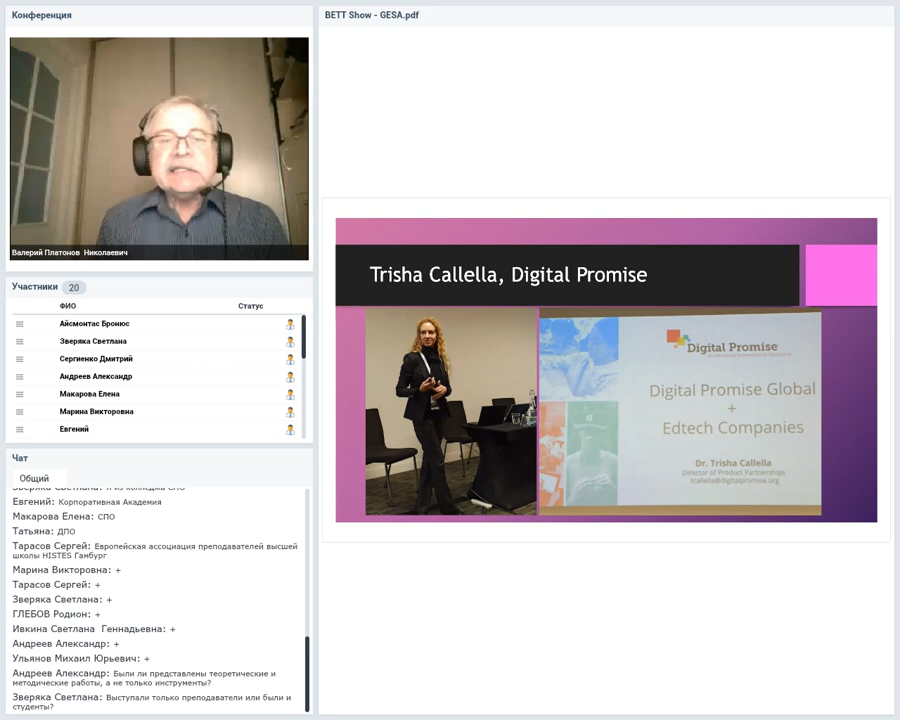 Конференция
Валерий Платонов  Николаевич
Участники 20
ФИО Статус
Айсмонтас Бронюс
Зверяка Светлана
Сергиенко Дмитрий
Андреев Александр
Макарова Елена
Марина Викторовна
Евгений
Чат
Общий
Зверяка Светлана: Я из колледжа СПО
Евгений: Корпоративная Академия
Макарова Елена: СПО
Татьяна: ДПО
Тарасов Сергей: Европейская ассоциация преподавателей высшей
школы HISTES Гамбург
Марина Викторовна: +
Тарасов Сергей: +
Зверяка Светлана: +
ГЛЕБОВ Родион: +
Ивкина Светлана  Геннадьевна: +
Андреев Александр: +
Ульянов Михаил Юрьевич: +
Андреев Александр: Были ли представлены теоретические и
методические работы, а не только инструменты?
Зверяка Светлана: Выступали только преподаватели или были и
студенты?
BETT Show - GESA.pdf
Trisha Callella, Digital Promise
Digital Promise
Digital Promise Global
+
Edtech Companies
Dr. Trisha Callella
Director of Product Partnerships
tcallella@digitalpromise.org